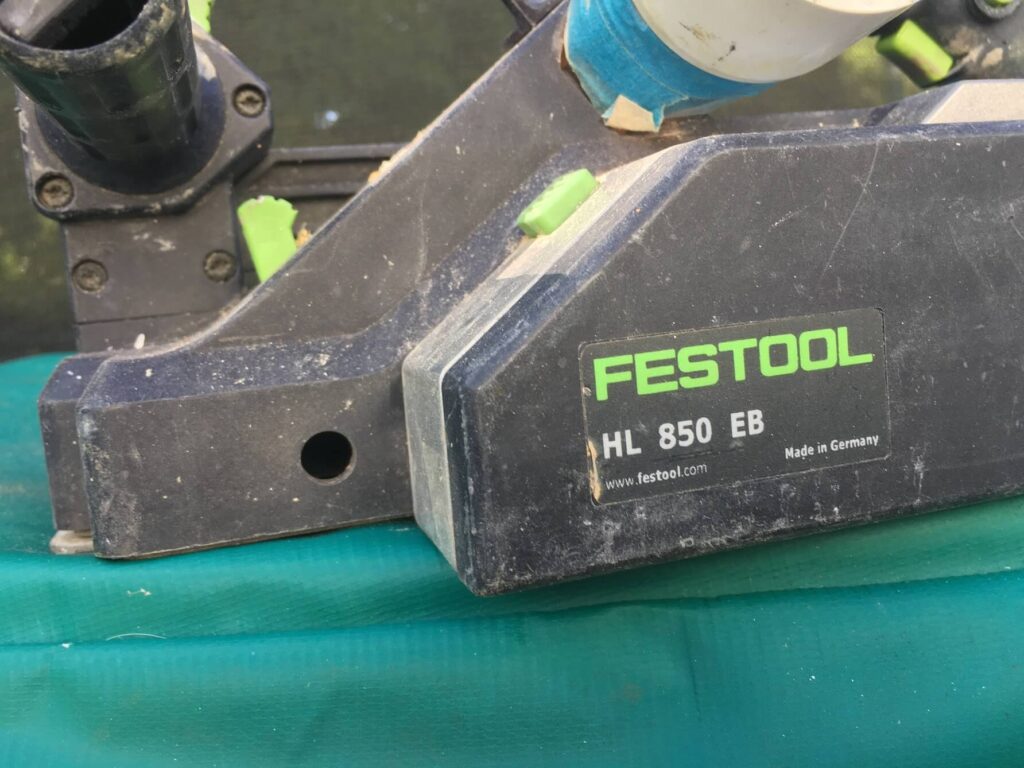 FESTOOL
HL 850 EB
Made in Germany
www.festool.com